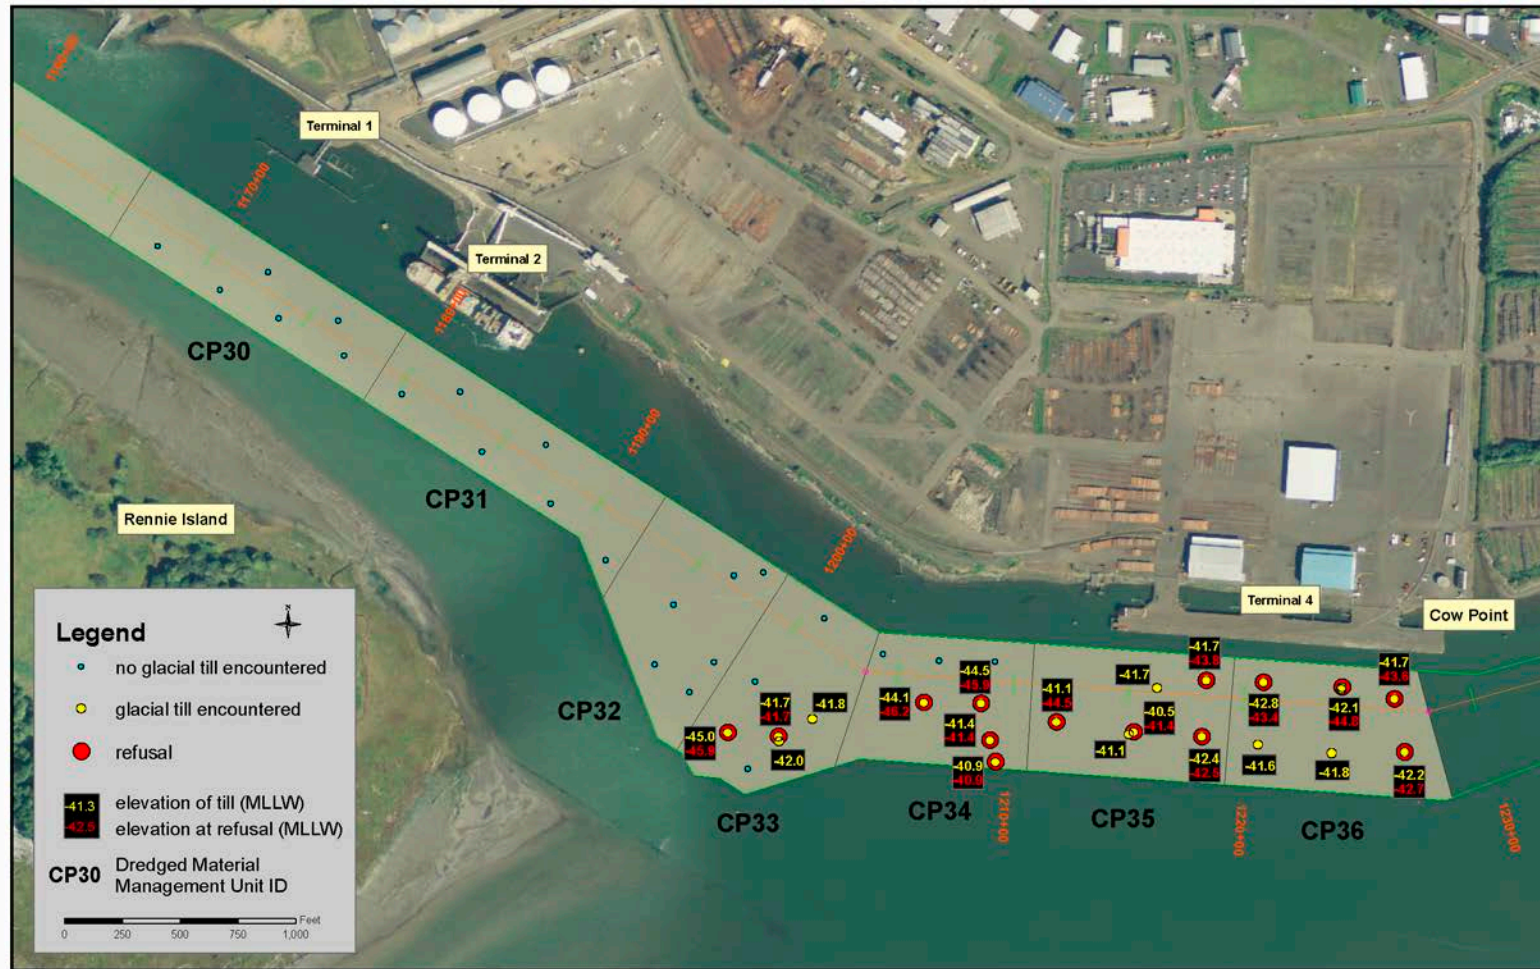 1160+00
Terminal 1
1170+00
Terminal 2
CP30
1190+00
CP31
Rennie Island
1200+00
Terminal 4
Cow Point
CP32
-45.0
-45.9
-41.7
-41.7
-41.8
-42.0
CP33
-44.1
-46.2
-44.5
-45.9
-41.4
-41.4
-40.9
-40.9
CP34
1210+00
-41.1
-44.5
-41.7
-40.5
-41.4
-41.1
-41.7
-43.8
-42.4
CP35
1220+00
-42.8
-43.4
-41.6
-42.1
-44.8
-41.8
-41.7
-43.6
-42.2
-42.7
CP36
1230+00
Legend
N
no glacial till encountered
glacial till encountered
refusal
-41.3
-42.9
elevation of till (MLLW)
elevation at refusal (MLLW)
CP30 Dredged Material
Management Unit ID
Feet
0 250 500 750 1,000